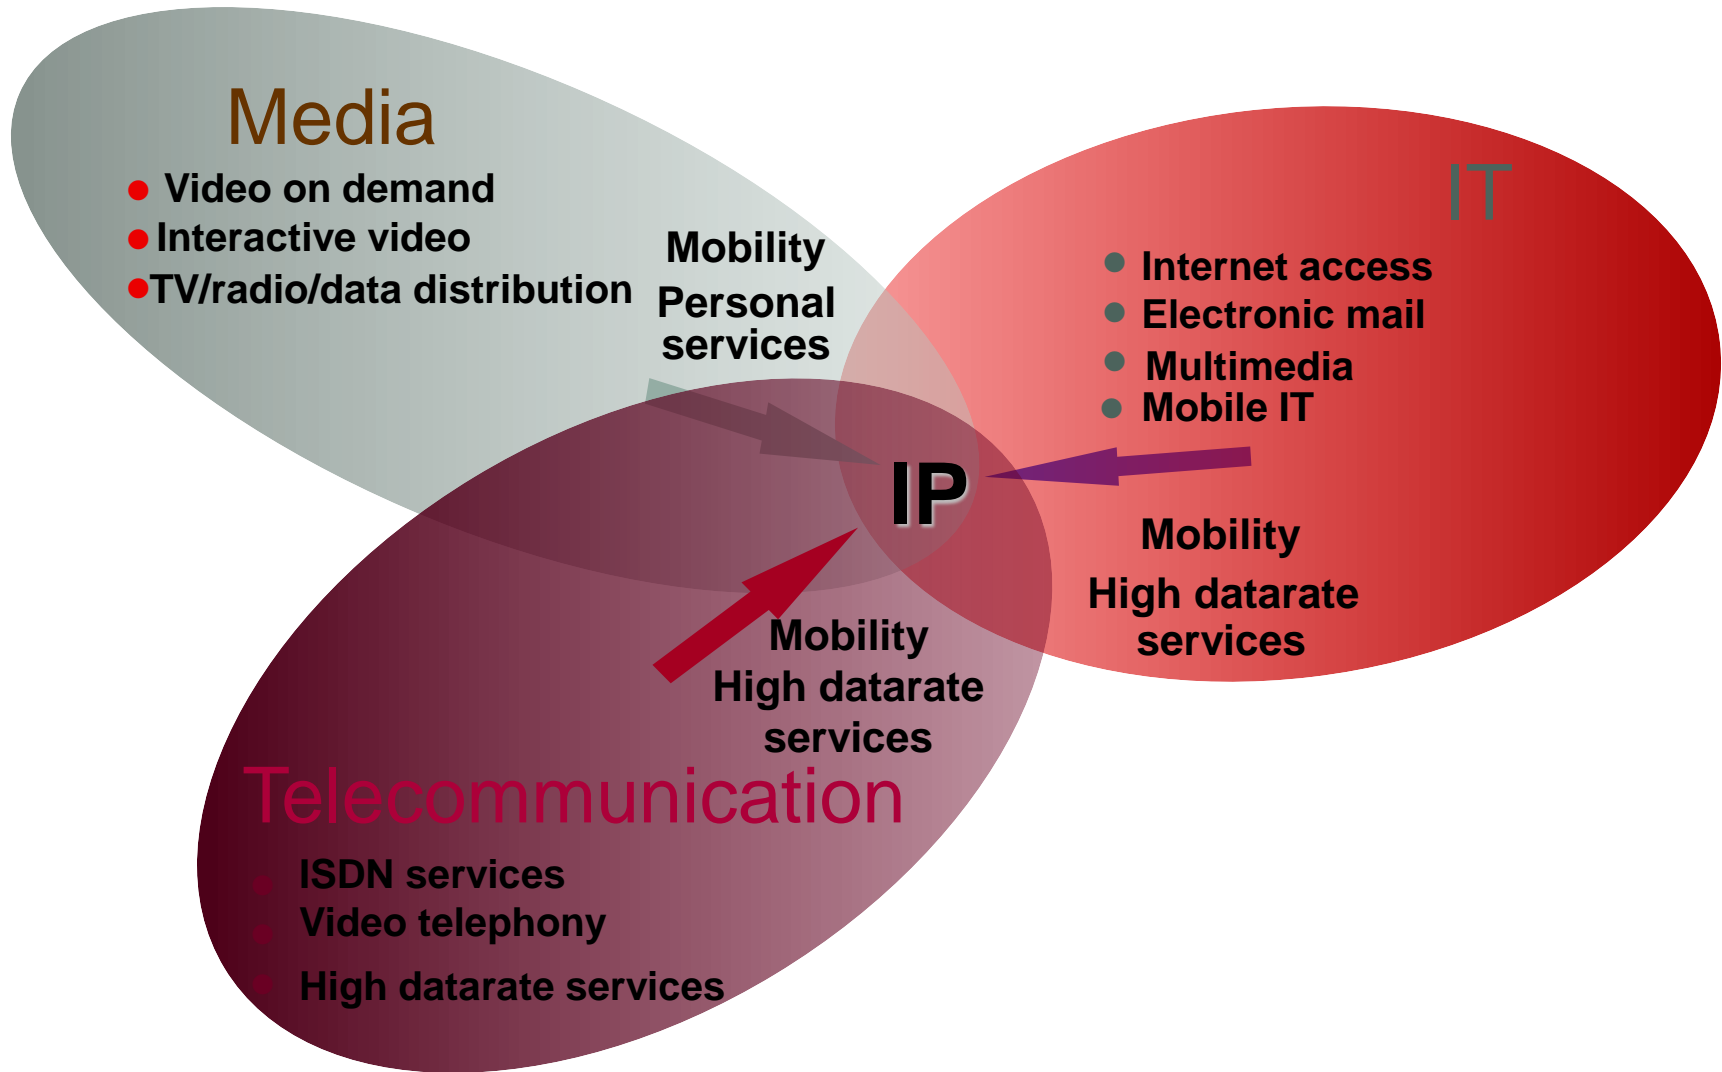 Media
Video on demand
Interactive video
TV/radio/data distribution
Mobility
Personal
services
IT
Internet access
Electronic mail
Multimedia
Mobile IT
IP
Mobility
High datarate
services
Mobility
High datarate
services
Telecommunication
ISDN services
Video telephony
High datarate services